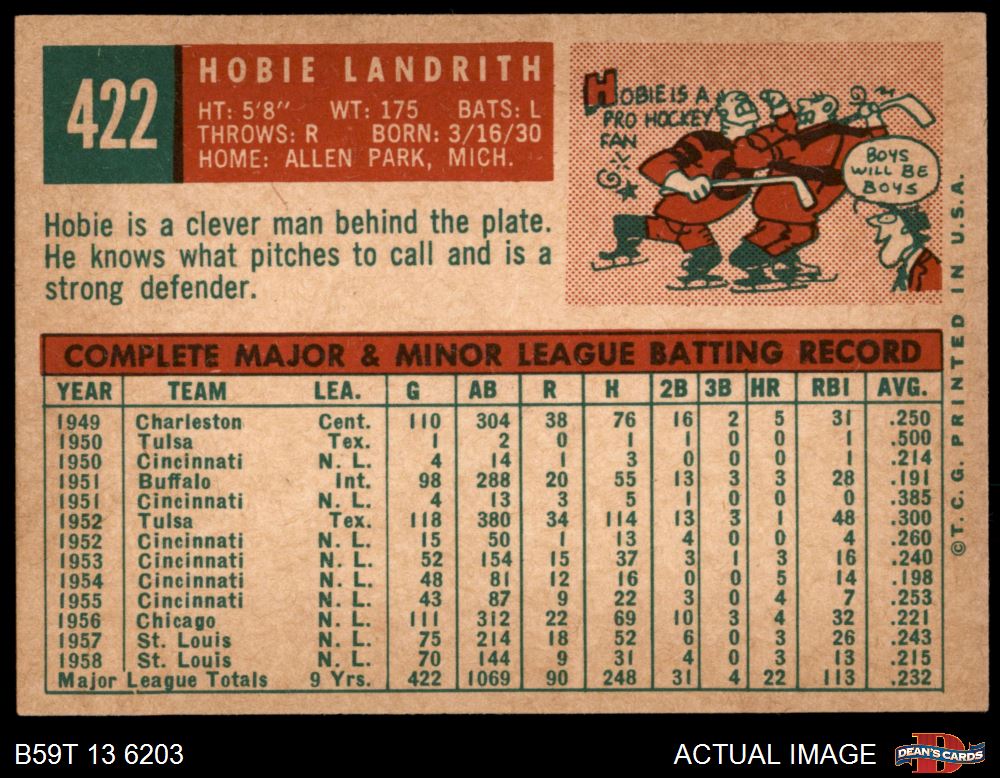 422
HOBIE LANDRITH
HT: 5'8" WT: 175 BATS: L
THROWS: R BORN: 3/16/30
HOME: ALLEN PARK, MICH.
HOBIE IS A
PRO HOCKEY
FAN
BOYS
WILL BE
BOYS
Hobie is a clever man behind the plate.
He knows what pitches to call and is a
strong defender.
COMPLETE MAJOR & MINOR LEAGUE BATTING RECORD
YEAR TEAM LEA. G AB R H 2B 3B HR RBI AVG.
1949 Charleston Cent. 110 304 38 76 16 2 5 31 .250
1950 Tulsa Tex. 1 2 0 1 1 0 0 1 .500
1950 Cincinnati N. L. 4 14 1 3 0 0 0 1 .214
1951 Buffalo Int. 98 288 20 55 13 3 3 28 .191
1951 Cincinnati N. L. 4 13 3 5 1 0 0 0 .385
1952 Tulsa Tex. 118 380 34 114 13 3 1 48 .300
1952 Cincinnati N. L. 15 50 1 13 4 0 0 4 .260
1953 Cincinnati N. L. 52 154 15 37 3 1 3 16 .240
1954 Cincinnati N. L. 48 81 12 16 0 0 5 14 .198
1955 Cincinnati N. L. 43 87 9 22 3 0 4 7 .253
1956 Chicago N. L. 111 312 22 69 10 3 4 32 .221
1957 St. Louis N. L. 75 214 18 52 6 0 3 26 .243
1958 St. Louis N. L. 70 144 9 31 4 0 3 13 .215
Major League Totals 9 Yrs. 422 1069 90 248 31 4 22 113 .232
© T. C. G. PRINTED IN U.S.A.
B59T 13 6203
ACTUAL IMAGE
DEAN'S CARDS